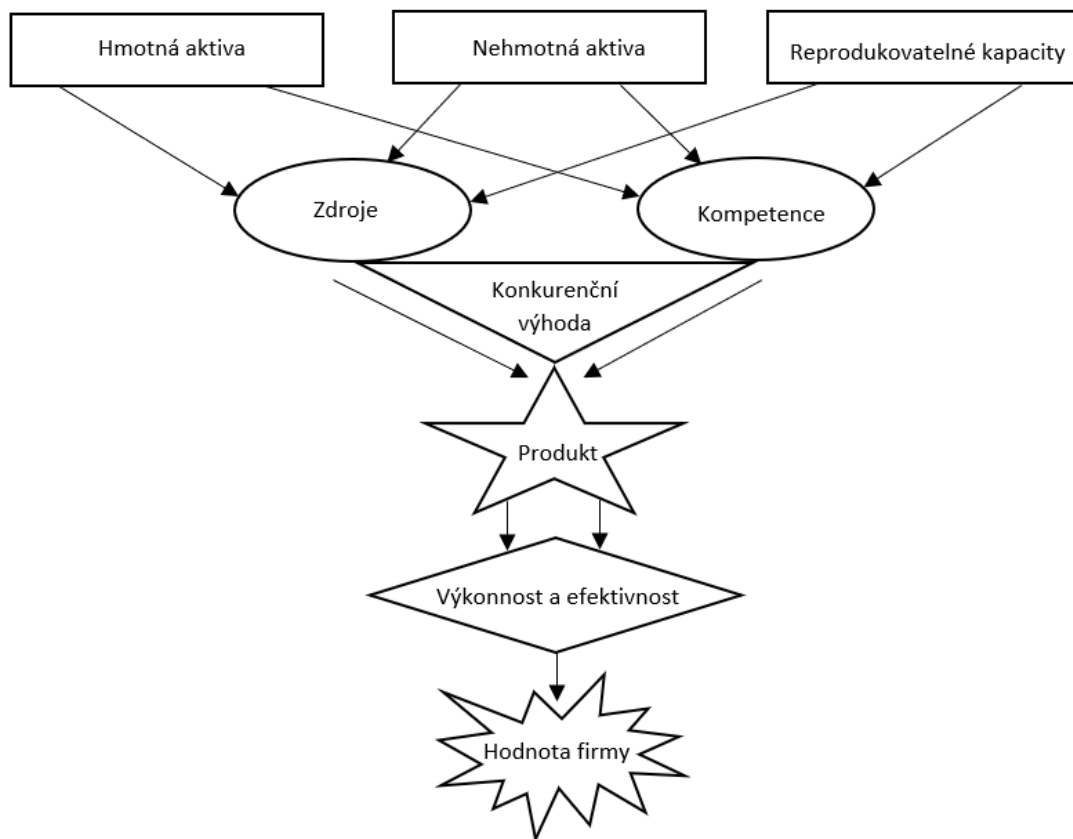 Hmotná aktiva
Nehmotná aktiva
Reprodukovatelné kapacity
Zdroje
Kompetence
Konkurenční
výhoda
Produkt
Výkonnost a efektivnost
Hodnota firmy